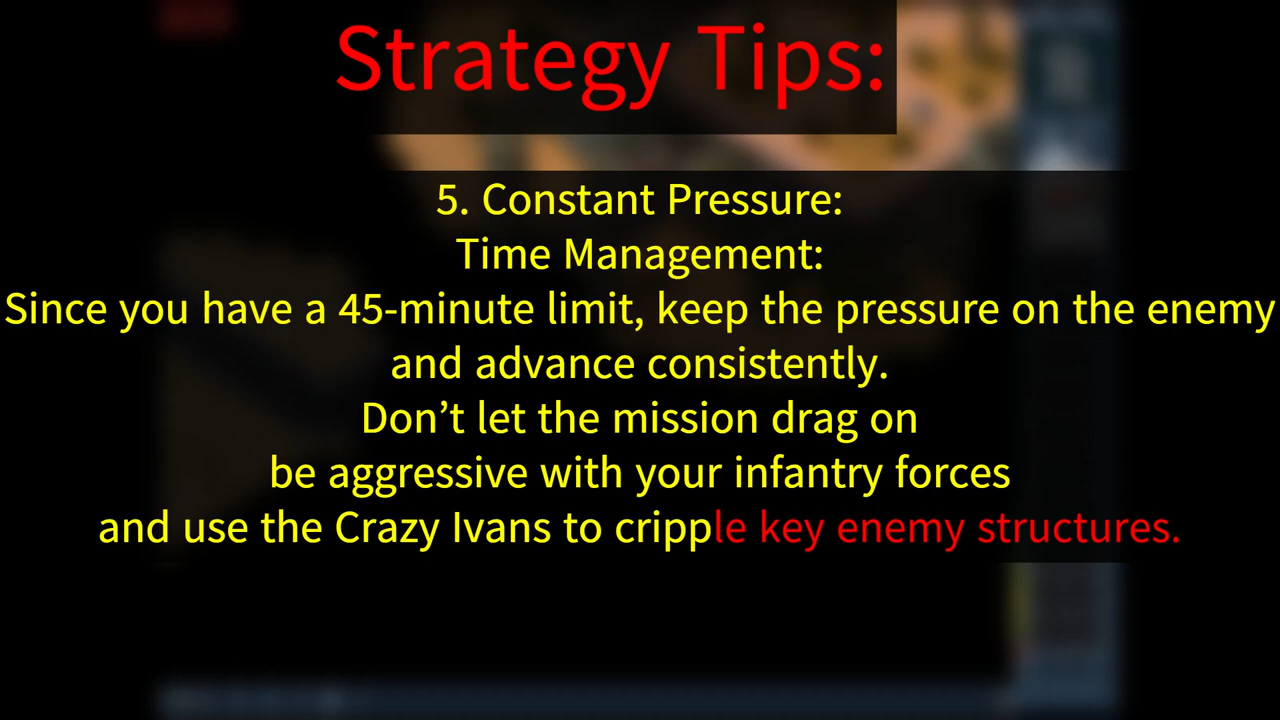 Strategy Tips:
5. Constant Pressure:
Time Management:
Since you have a 45-minute limit, keep the pressure on the enemy
and advance consistently.
Don’t let the mission drag on
be aggressive with your infantry forces
and use the Crazy Ivans to cripple key enemy structures.